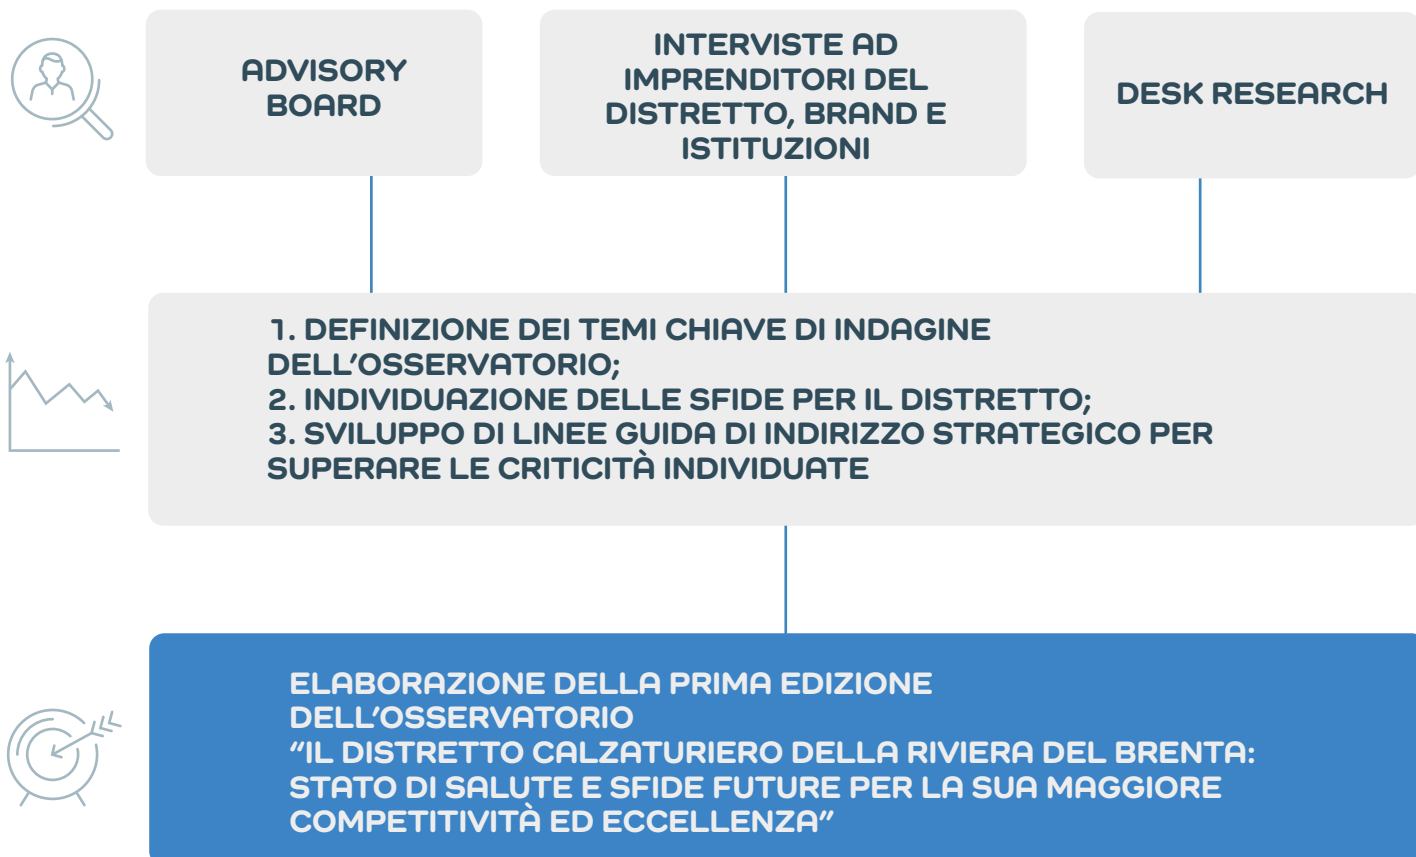 ADVISORY
BOARD
INTERVISTE AD
IMPRENDITORI DEL
DISTRETTO, BRAND E
ISTITUZIONI
DESK RESEARCH
1. DEFINIZIONE DEI TEMI CHIAVE DI INDAGINE
DELL'OSSERVATORIO;
2. INDIVIDUAZIONE DELLE SFIDE PER IL DISTRETTO;
3. SVILUPPO DI LINEE GUIDA DI INDIRIZZO STRATEGICO PER
SUPERARE LE CRITICITÀ INDIVIDUATE
ELABORAZIONE DELLA PRIMA EDIZIONE
DELL'OSSERVATORIO
"IL DISTRETTO CALZATURIERO DELLA RIVIERA DEL BRENTA:
STATO DI SALUTE E SFIDE FUTURE PER LA SUA MAGGIORE
COMPETITIVITÀ ED ECCELLENZA"